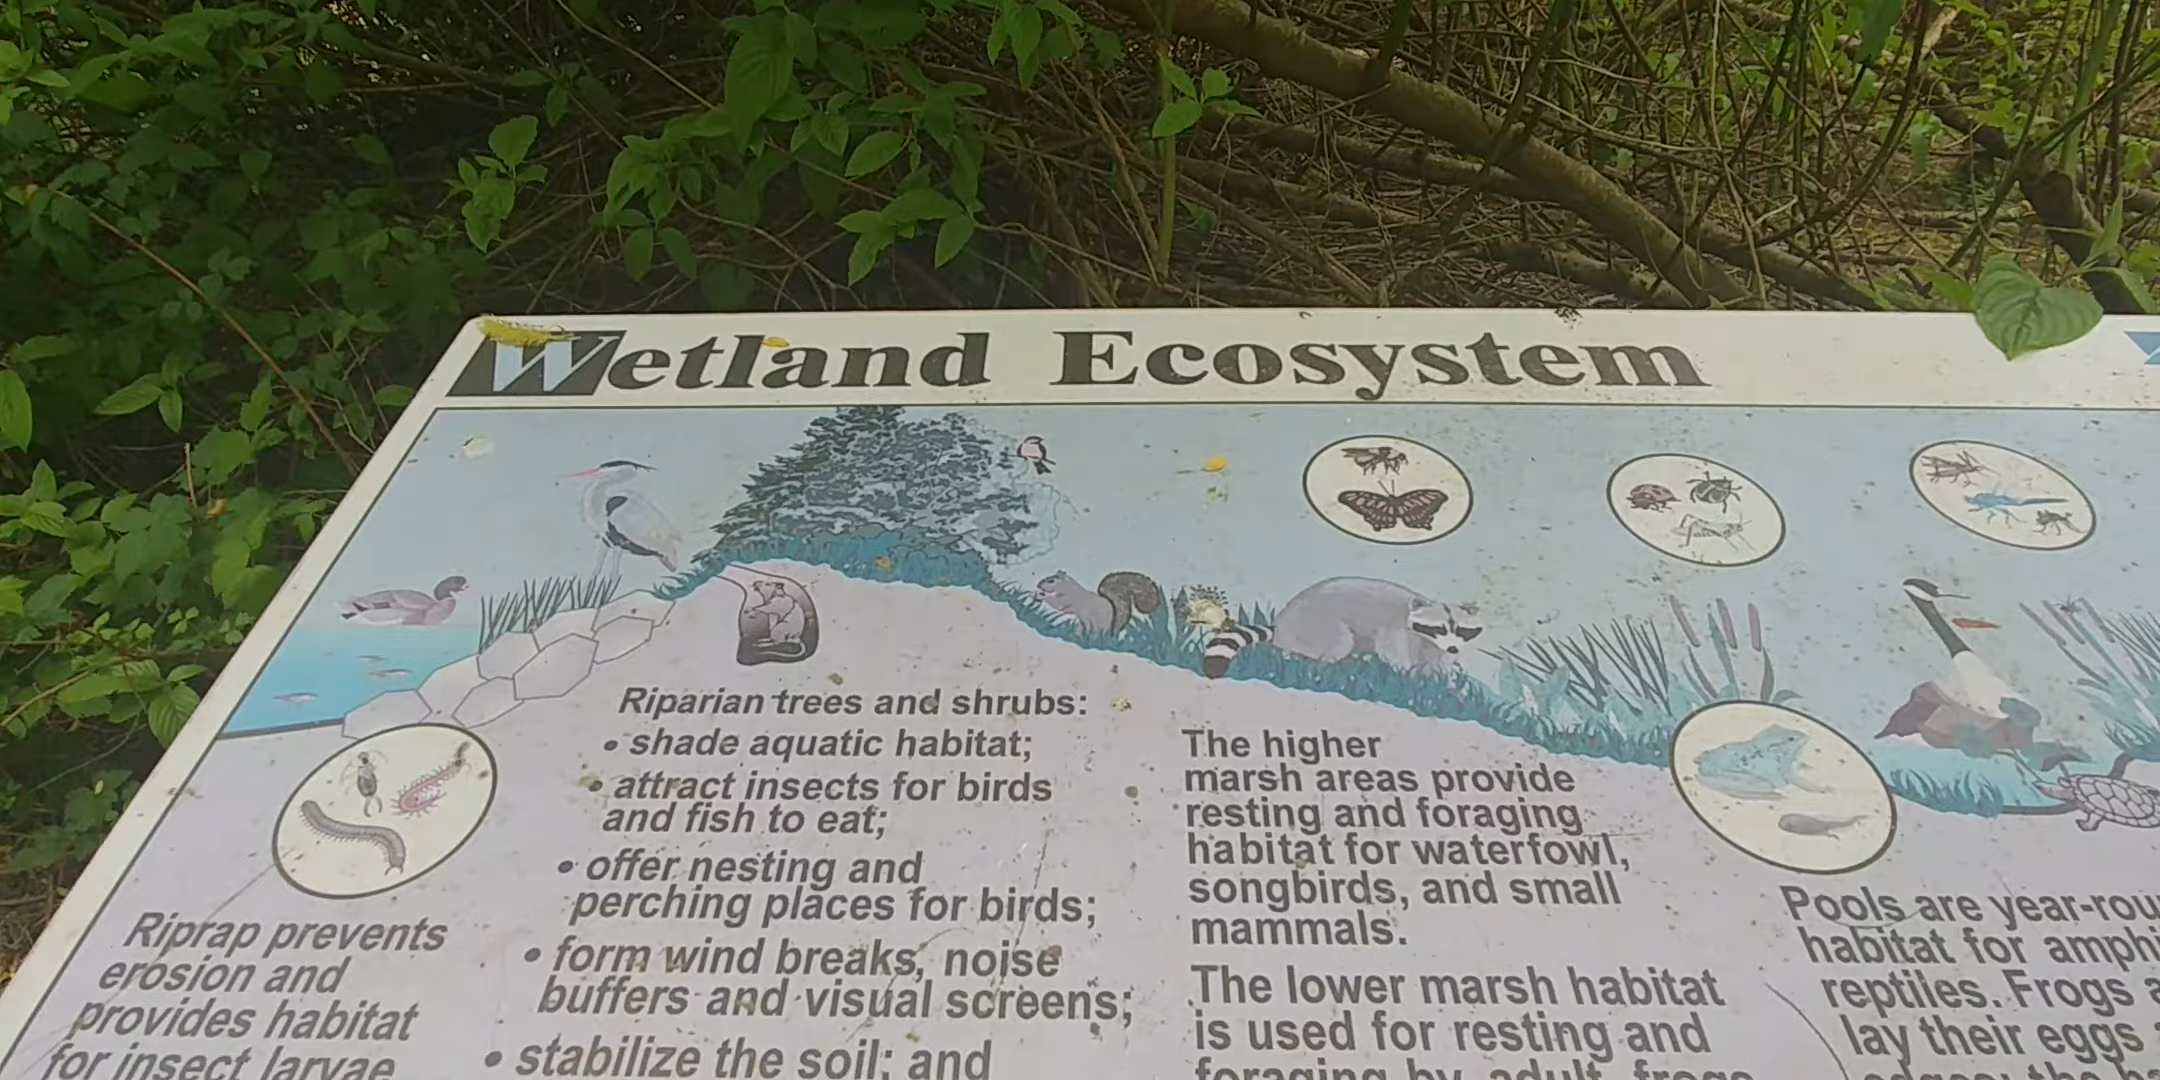 Wetland Ecosystem
Riprap prevents
erosion and
provides habitat
for insect larvae
Riparian trees and shrubs:
• shade aquatic habitat;
• attract insects for birds
and fish to eat;
• offer nesting and
perching places for birds;
• form wind breaks, noise
buffers and visual screens;
• stabilize the soil; and
The higher
marsh areas provide
resting and foraging
habitat for waterfowl,
songbirds, and small
mammals.
The lower marsh habitat
is used for resting and
foraging by adult frogs
Pools are year-rou
habitat for amphi
reptiles. Frogs a
lay their eggs